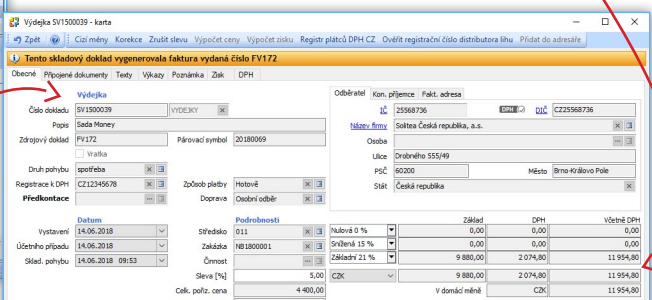 Výdejka SV1500039 - karta
Zpět Cizí měny Korekce Zrušit slevu Výpočet ceny Výpočet zisku Registr plátců DPH CZ Ověřit registrační číslo distributora lihu Přidat do adresáře
Tento skladový doklad vygenerovala faktura vydaná číslo FV172
Obecné Připojené dokumenty Texty Výkazy Poznámka Zisk DPH
Výdejka
Odběratel Kon. příjemce Fakt. adresa
Číslo dokladu SV1500039 VYDEJKY
IČ 25568736 DPH DIČ CZ25568736
Popis Sada Money
Název firmy Solitea Česká republika, a.s.
Zdrojový doklad FV172 Párovací symbol 20180069
Osoba
Vratka
Ulice Drobného 555/49
Druh pohybu spotřeba
PSČ 60200 Město Brno-Královo Pole
Registrace k DPH CZ12345678 Způsob platby Hotově
Stát Česká republika
Předkontace Doprava Osobní odběr
Datum Podrobnosti
Základ DPH Včetně DPH
Vystavení 14.06.2018 Středisko 011
Nulová 0 % 0,00 0,00 0,00
Účetního případu 14.06.2018 Zakázka NB1800001
Snížená 15 % 0,00 0,00 0,00
Sklad. pohybu 14.06.2018 09:53 Činnost
Základní 21 % 9 880,00 2 074,80 11 954,80
Sleva [%] 5,00
CZK 9 880,00 2 074,80 11 954,80
Celk. pořiz. cena 4 400,00
V domácí měně CZK 11 954,80